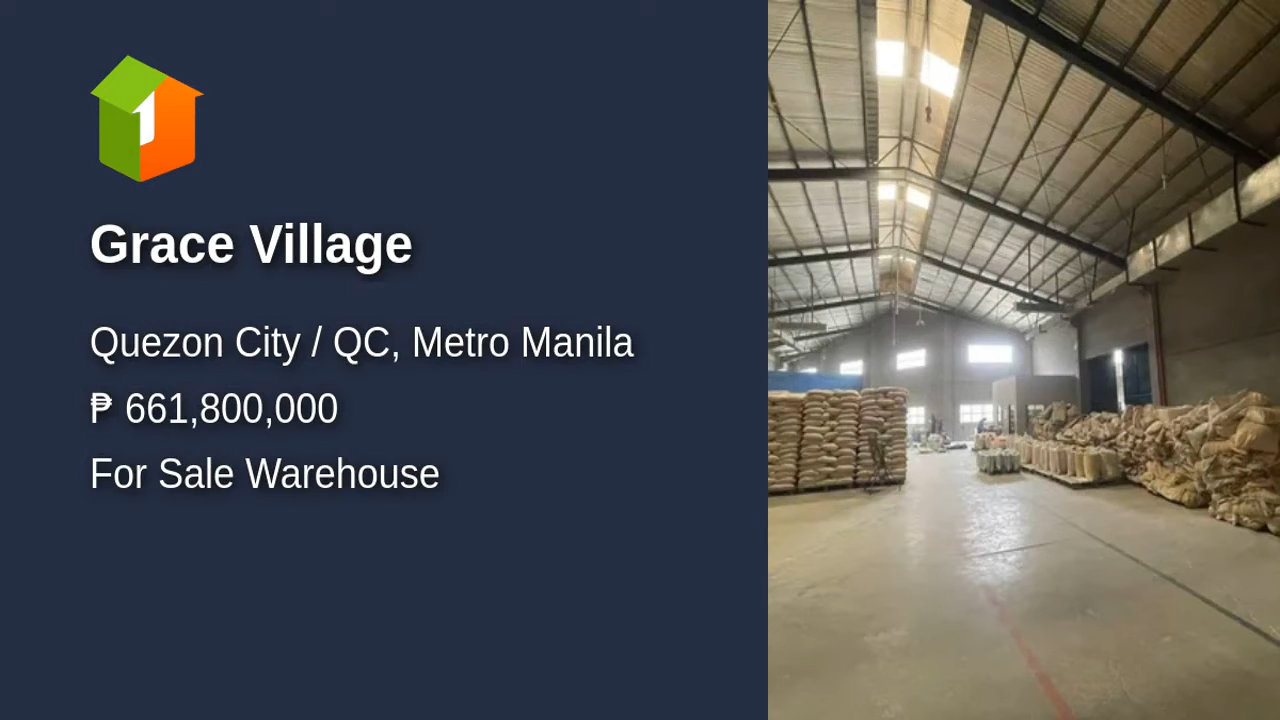 Grace Village
Quezon City / QC, Metro Manila
₱ 661,800,000
For Sale Warehouse